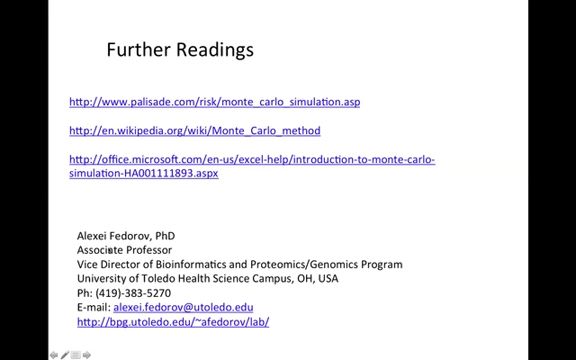 Further Readings
http://www.palisade.com/risk/monte_carlo_simulation.asp
http://en.wikipedia.org/wiki/Monte_Carlo_method
http://office.microsoft.com/en-us/excel-help/introduction-to-monte-carlo-
simulation-HA001111893.aspx
Alexei Fedorov, PhD
Associate Professor
Vice Director of Bioinformatics and Proteomics/Genomics Program
University of Toledo Health Science Campus, OH, USA
Ph: (419)-383-5270
E-mail: alexei.fedorov@utoledo.edu
http://bpg.utoledo.edu/~afedorov/lab/